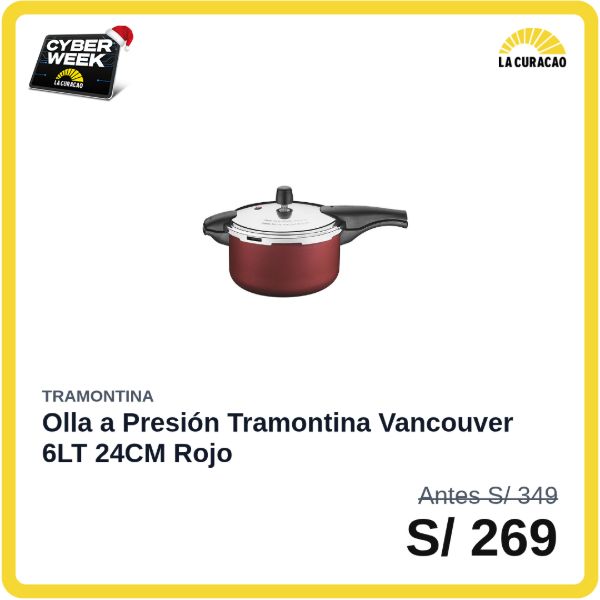 CYBER
WEEK
LA CURACAO
LA CURACAO
TRAMONTINA
Olla a Presión Tramontina Vancouver
6LT 24CM Rojo
Antes S/ 349
S/ 269